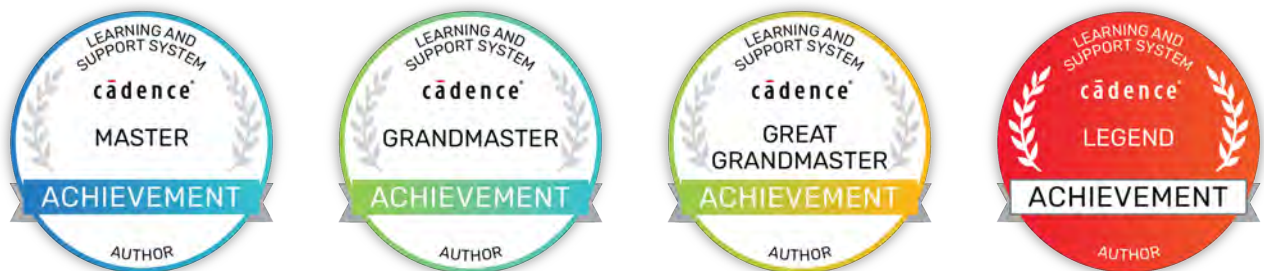 LEARNING AND
SUPPORT SYSTEM
cādence®
MASTER
ACHIEVEMENT
AUTHOR
LEARNING AND
SUPPORT SYSTEM
cādence®
GRANDMASTER
ACHIEVEMENT
AUTHOR
LEARNING AND
SUPPORT SYSTEM
cādence®
GREAT
GRANDMASTER
ACHIEVEMENT
AUTHOR
LEARNING AND
SUPPORT SYSTEM
cādence®
LEGEND
ACHIEVEMENT
AUTHOR